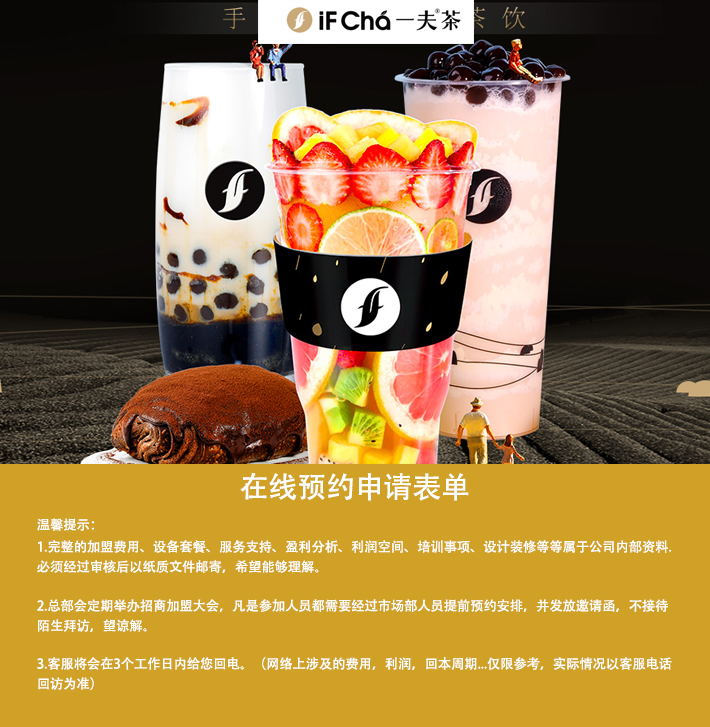 手 茶饮
iF Chá 一夫茶®
在线预约申请表单
温馨提示：
1.完整的加盟费用、设备套餐、服务支持、盈利分析、利润空间、培训事项、设计装修等等属于公司内部资料.
必须经过审核后以纸质文件邮寄，希望能够理解。
2.总部会定期举办招商加盟大会，凡是参加人员都需要经过市场部人员提前预约安排，并发放邀请函，不接待
陌生拜访，望谅解。
3.客服将会在3个工作日内给您回电。（网络上涉及的费用，利润，回本周期...仅限参考，实际情况以客服电话
回访为准）